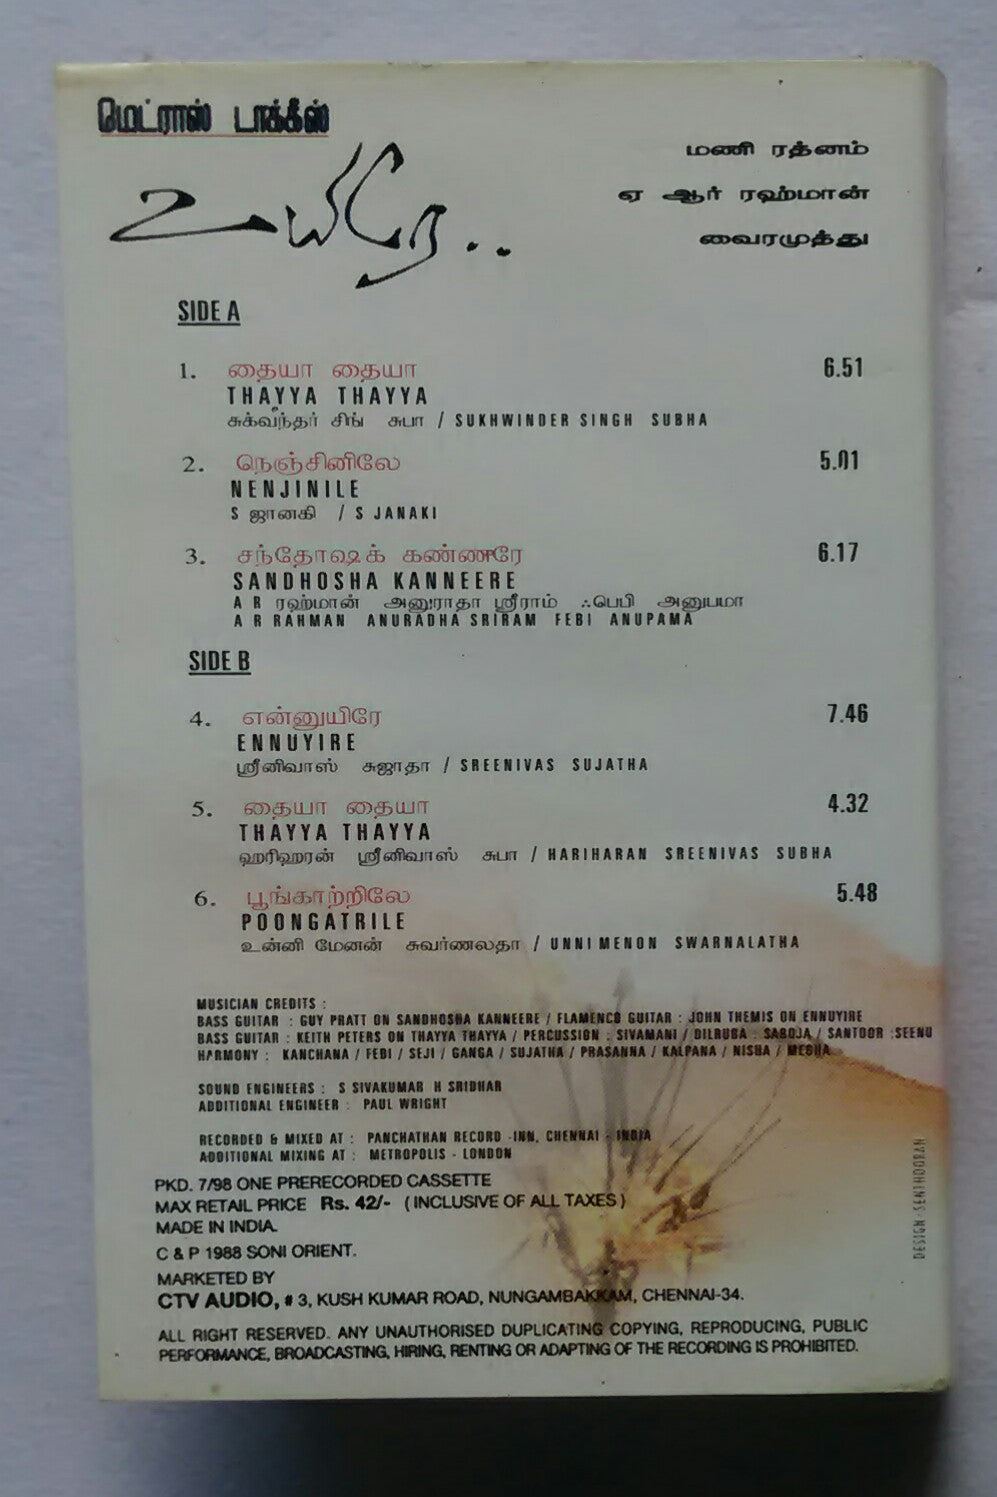 மெட்ராஸ் டாக்கீஸ்
உயிரே..
மணி ரத்னம்
ஏ ஆர் ரஹ்மான்
வைரமுத்து
SIDE A
1. தையா தையா 6.51
THAYYA THAYYA
சுக்வீந்தர் சிங் சுபா / SUKHWINDER SINGH SUBHA
2. நெஞ்சினிலே 5.01
NENJINILE
S ஜானகி / S JANAKI
3. சந்தோஷக் கண்ணீரே 6.17
SANDHOSHA KANNEERE
A R ரஹ்மான் அனுராதா ஸ்ரீராம் ஃபெபி அனுபமா
A R RAHMAN ANURADHA SRIRAM FEBI ANUPAMA
SIDE B
4. என்னுயிரே 7.46
ENNUYIRE
ஸ்ரீனிவாஸ் சுஜாதா / SREENIVAS SUJATHA
5. தையா தையா 4.32
THAYYA THAYYA
ஹரிஹரன் ஸ்ரீனிவாஸ் சுபா / HARIHARAN SREENIVAS SUBHA
6. பூங்காற்றிலே 5.48
POONGATRILE
உன்னி மேனன் சுவர்ணலதா / UNNI MENON SWARNALATHA
MUSICIAN CREDITS :
BASS GUITAR : GUY PRATT ON SANDHOSHA KANNEERE / FLAMENCO GUITAR : JOHN THEMIS ON ENNUYIRE
BASS GUITAR : KEITH PETERS ON THAYYA THAYYA / PERCUSSION : SIVAMANI / DILRUBA : SAROJA / SANTOOR :SEENU
HARMONY : KANCHANA / FEBI / SEJI / GANGA / SUJATHA / PRASANNA / KALPANA / NISHA / MEGHA
SOUND ENGINEERS : S SIVAKUMAR H SRIDHAR
ADDITIONAL ENGINEER : PAUL WRIGHT
RECORDED & MIXED AT : PANCHATHAN RECORD -INN, CHENNAI - INDIA
ADDITIONAL MIXING AT : METROPOLIS - LONDON
DESIGN : SENTHOORAN
PKD. 7/98 ONE PRERECORDED CASSETTE
MAX RETAIL PRICE Rs. 42/- (INCLUSIVE OF ALL TAXES)
MADE IN INDIA.
C & P 1988 SONI ORIENT.
MARKETED BY
CTV AUDIO, # 3, KUSH KUMAR ROAD, NUNGAMBAKKAM, CHENNAI-34.
ALL RIGHT RESERVED. ANY UNAUTHORISED DUPLICATING COPYING, REPRODUCING, PUBLIC
PERFORMANCE, BROADCASTING, HIRING, RENTING OR ADAPTING OF THE RECORDING IS PROHIBITED.